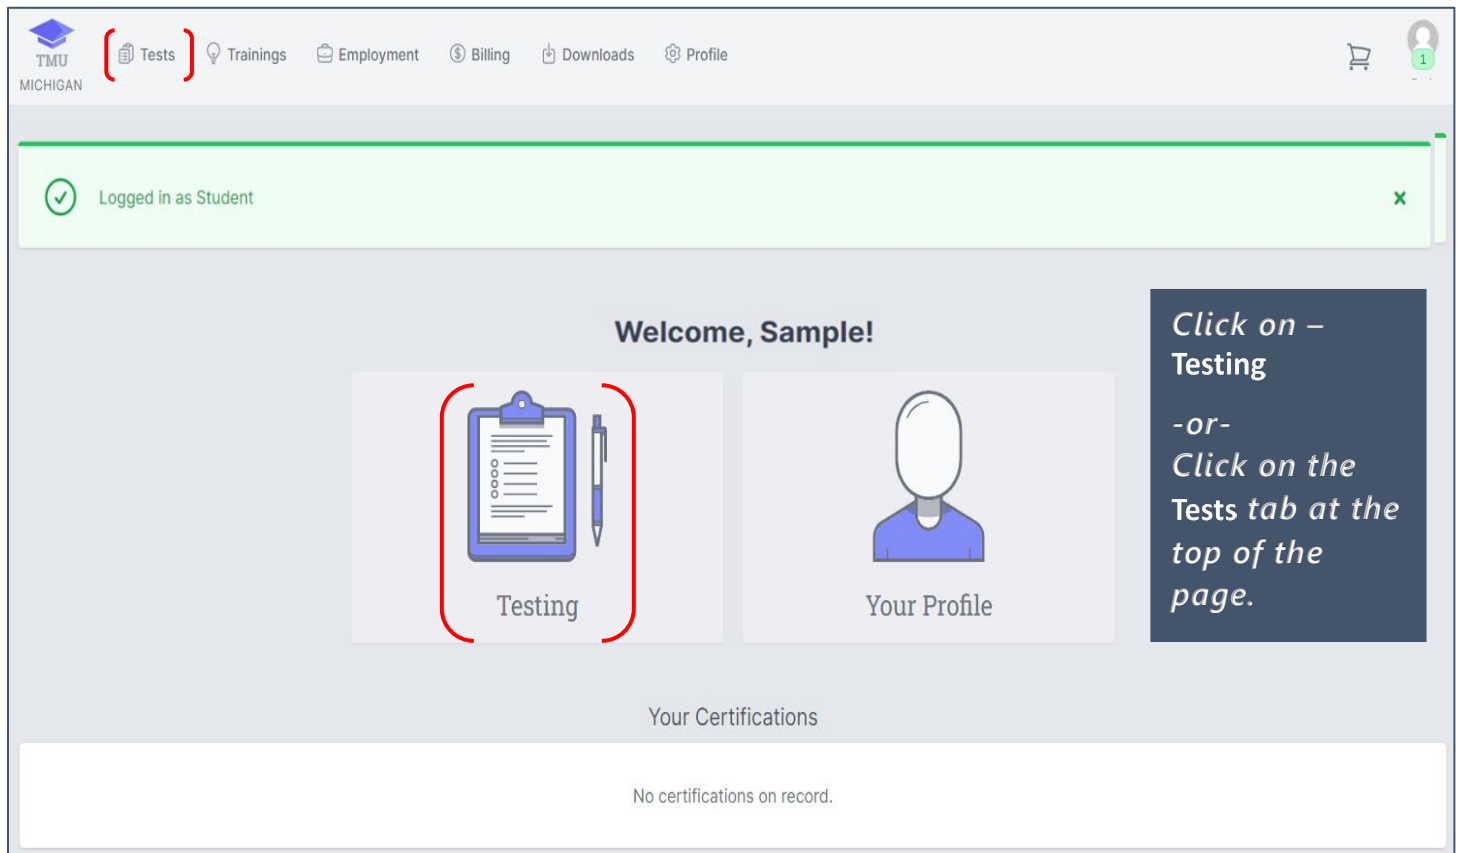 TMU
MICHIGAN
Tests
Trainings
Employment
Billing
Downloads
Profile
1
Logged in as Student
Welcome, Sample!
Testing
Your Profile
Click on –
Testing
-or-
Click on the
Tests tab at the
top of the
page.
Your Certifications
No certifications on record.